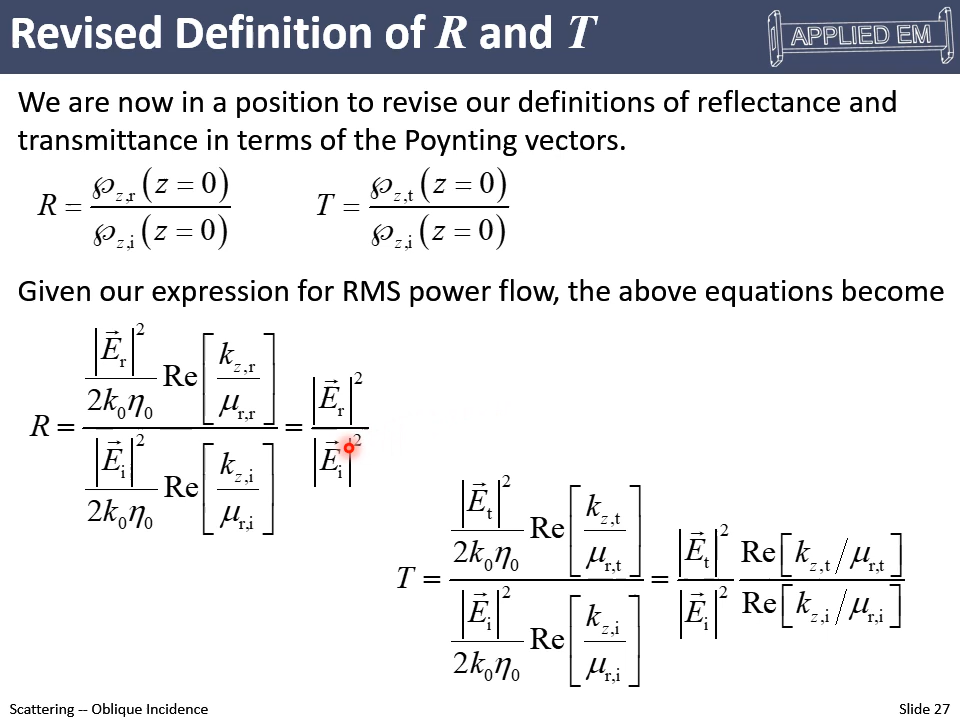 Revised Definition of R and T
APPLIED EM
We are now in a position to revise our definitions of reflectance and
transmittance in terms of the Poynting vectors.
R = ℘z,r (z = 0) / ℘z,i (z = 0)    T = ℘z,t (z = 0) / ℘z,i (z = 0)
Given our expression for RMS power flow, the above equations become
R = (|E⃗r|² / 2k₀η₀ Re[kz,r / μr,r]) / (|E⃗i|² / 2k₀η₀ Re[kz,i / μr,i]) = |E⃗r|² / |E⃗i|²
T = (|E⃗t|² / 2k₀η₀ Re[kz,t / μr,t]) / (|E⃗i|² / 2k₀η₀ Re[kz,i / μr,i]) = |E⃗t|² / |E⃗i|² Re[kz,t / μr,t] / Re[kz,i / μr,i]
Scattering -- Oblique Incidence
Slide 27